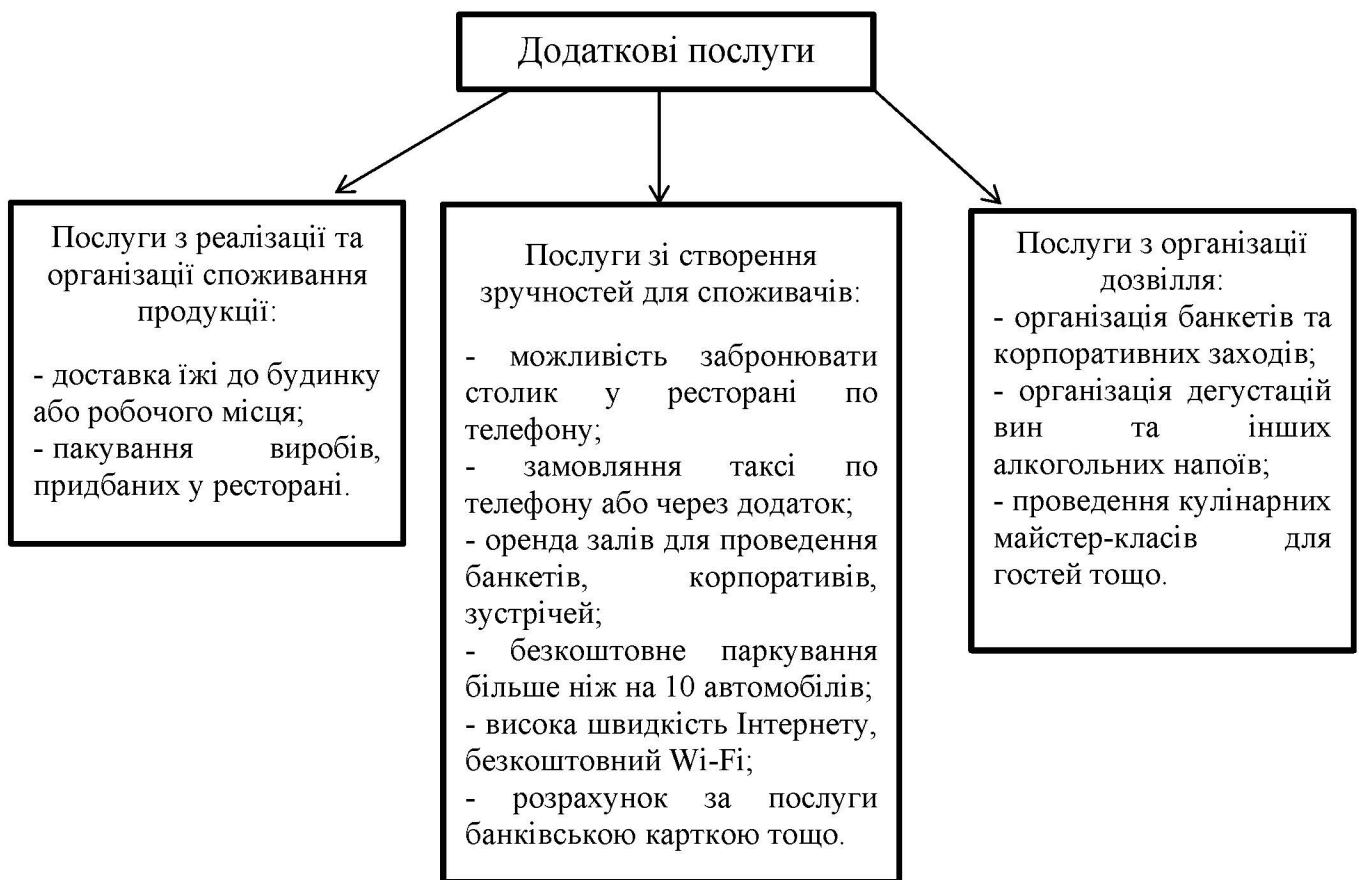 Додаткові послуги
Послуги з реалізації та
організації споживання
продукції:
- доставка їжі до будинку
або робочого місця;
- пакування виробів,
придбаних у ресторані.
Послуги зі створення
зручностей для споживачів:
- можливість забронювати
столик у ресторані по
телефону;
- замовляння таксі по
телефону або через додаток;
- оренда залів для проведення
банкетів, корпоративів,
зустрічей;
- безкоштовне паркування
більше ніж на 10 автомобілів;
- висока швидкість Інтернету,
безкоштовний Wi-Fi;
- розрахунок за послуги
банківською карткою тощо.
Послуги з організації
дозвілля:
- організація банкетів та
корпоративних заходів;
- організація дегустацій
вин та інших
алкогольних напоїв;
- проведення кулінарних
майстер-класів для
гостей тощо.